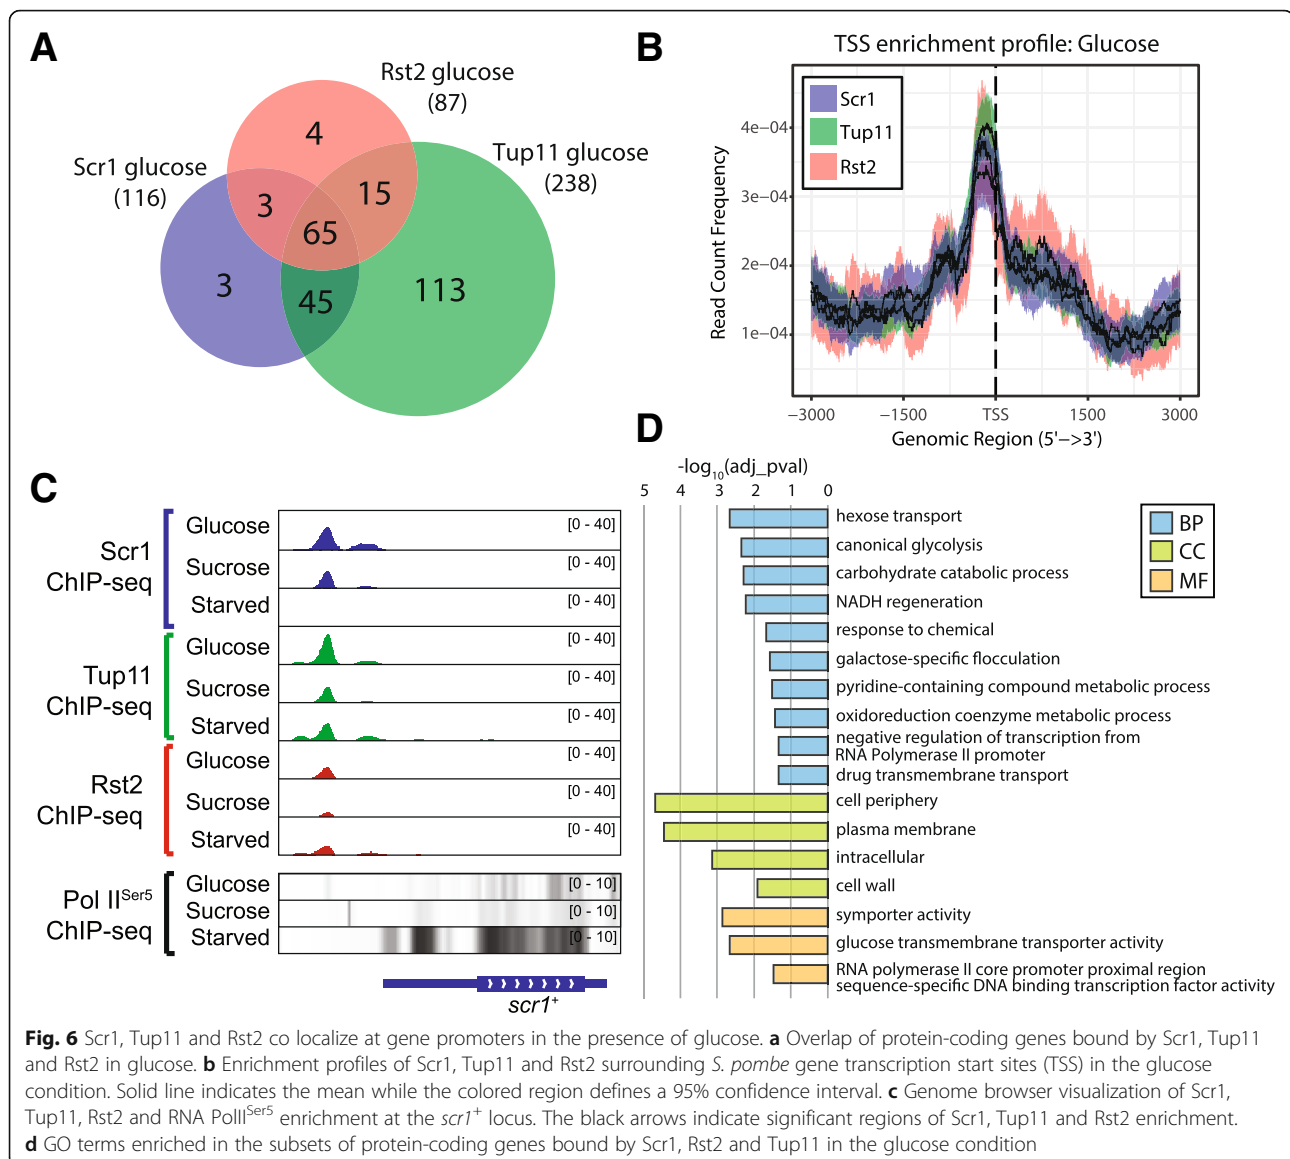 A
Rst2 glucose
(87)
Scr1 glucose
(116)
Tup11 glucose
(238)
4
3
15
65
3
45
113
B
TSS enrichment profile: Glucose
Scr1
Tup11
Rst2
Read Count Frequency
4e−04
3e−04
2e−04
1e−04
−3000
−1500
TSS
1500
3000
Genomic Region (5'−>3')
C
Scr1
ChIP-seq
Glucose
[0 - 40]
Sucrose
[0 - 40]
Starved
[0 - 40]
Tup11
ChIP-seq
Glucose
[0 - 40]
Sucrose
[0 - 40]
Starved
[0 - 40]
Rst2
ChIP-seq
Glucose
[0 - 40]
Sucrose
[0 - 40]
Starved
[0 - 40]
Pol IISer5
ChIP-seq
Glucose
[0 - 10]
Sucrose
[0 - 10]
Starved
[0 - 10]
scr1+
D
-log10(adj_pval)
5 4 3 2 1 0
BP
CC
MF
hexose transport
canonical glycolysis
carbohydrate catabolic process
NADH regeneration
response to chemical
galactose-specific flocculation
pyridine-containing compound metabolic process
oxidoreduction coenzyme metabolic process
negative regulation of transcription from
RNA Polymerase II promoter
drug transmembrane transport
cell periphery
plasma membrane
intracellular
cell wall
symporter activity
glucose transmembrane transporter activity
RNA polymerase II core promoter proximal region
sequence-specific DNA binding transcription factor activity
Fig. 6 Scr1, Tup11 and Rst2 co localize at gene promoters in the presence of glucose. a Overlap of protein-coding genes bound by Scr1, Tup11
and Rst2 in glucose. b Enrichment profiles of Scr1, Tup11 and Rst2 surrounding S. pombe gene transcription start sites (TSS) in the glucose
condition. Solid line indicates the mean while the colored region defines a 95% confidence interval. c Genome browser visualization of Scr1,
Tup11, Rst2 and RNA PolIISer5 enrichment at the scr1+ locus. The black arrows indicate significant regions of Scr1, Tup11 and Rst2 enrichment.
d GO terms enriched in the subsets of protein-coding genes bound by Scr1, Rst2 and Tup11 in the glucose condition